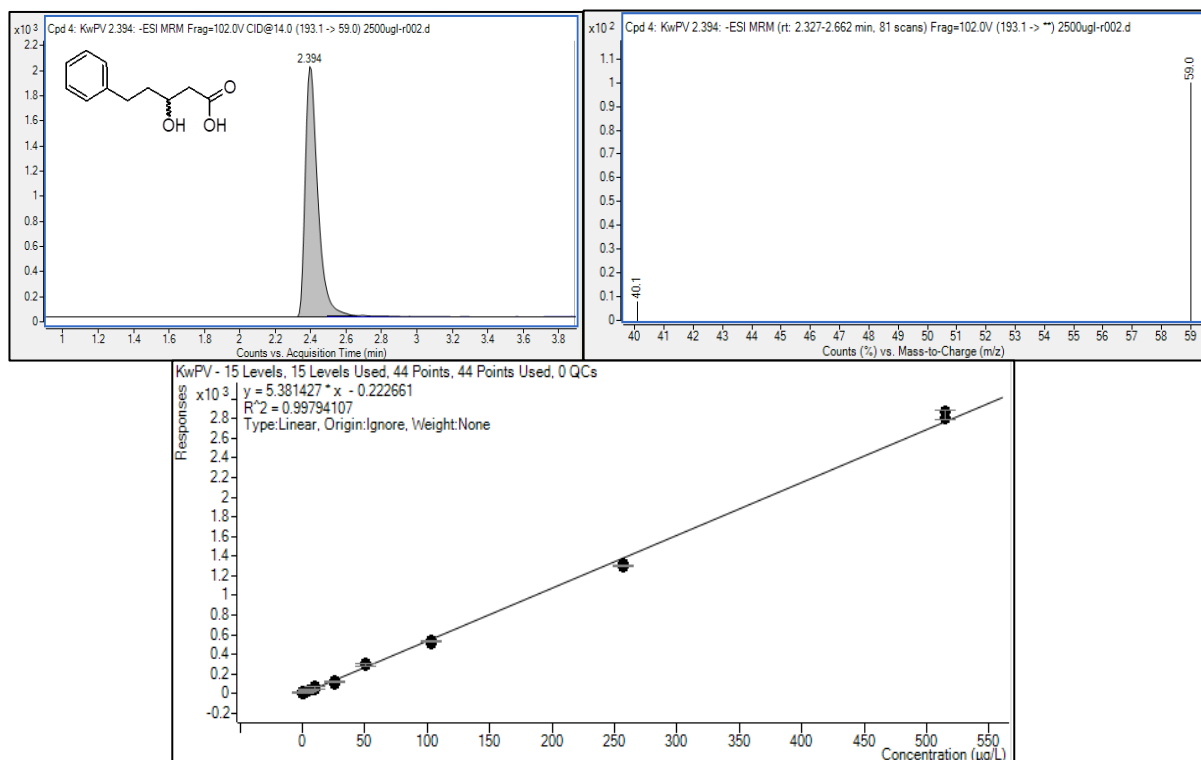 Cpd 4: KwPV 2.394: -ESI MRM Frag=102.0V CID@14.0 (193.1 -> 59.0) 2500ugl-r002.d
x10 3
2.2
2
1.8
1.6
1.4
1.2
1
0.8
0.6
0.4
0.2
0
2.394
O
OH
OH
1 1.2 1.4 1.6 1.8 2 2.2 2.4 2.6 2.8 3 3.2 3.4 3.6 3.8
Counts vs. Acquisition Time (min)
Cpd 4: KwPV 2.394: -ESI MRM (rt: 2.327-2.662 min, 81 scans) Frag=102.0V (193.1 -> **) 2500ugl-r002.d
x10 2
1.1
1
0.9
0.8
0.7
0.6
0.5
0.4
0.3
0.2
0.1
0
40.1
59.0
40 41 42 43 44 45 46 47 48 49 50 51 52 53 54 55 56 57 58 59
Counts (%) vs. Mass-to-Charge (m/z)
KwPV - 15 Levels, 15 Levels Used, 44 Points, 44 Points Used, 0 QCs
Responses
x10 3
y = 5.381427 * x - 0.222661
R^2 = 0.99794107
Type:Linear, Origin:Ignore, Weight:None
2.8
2.6
2.4
2.2
2
1.8
1.6
1.4
1.2
1
0.8
0.6
0.4
0.2
0
-0.2
0 50 100 150 200 250 300 350 400 450 500 550
Concentration (µg/L)